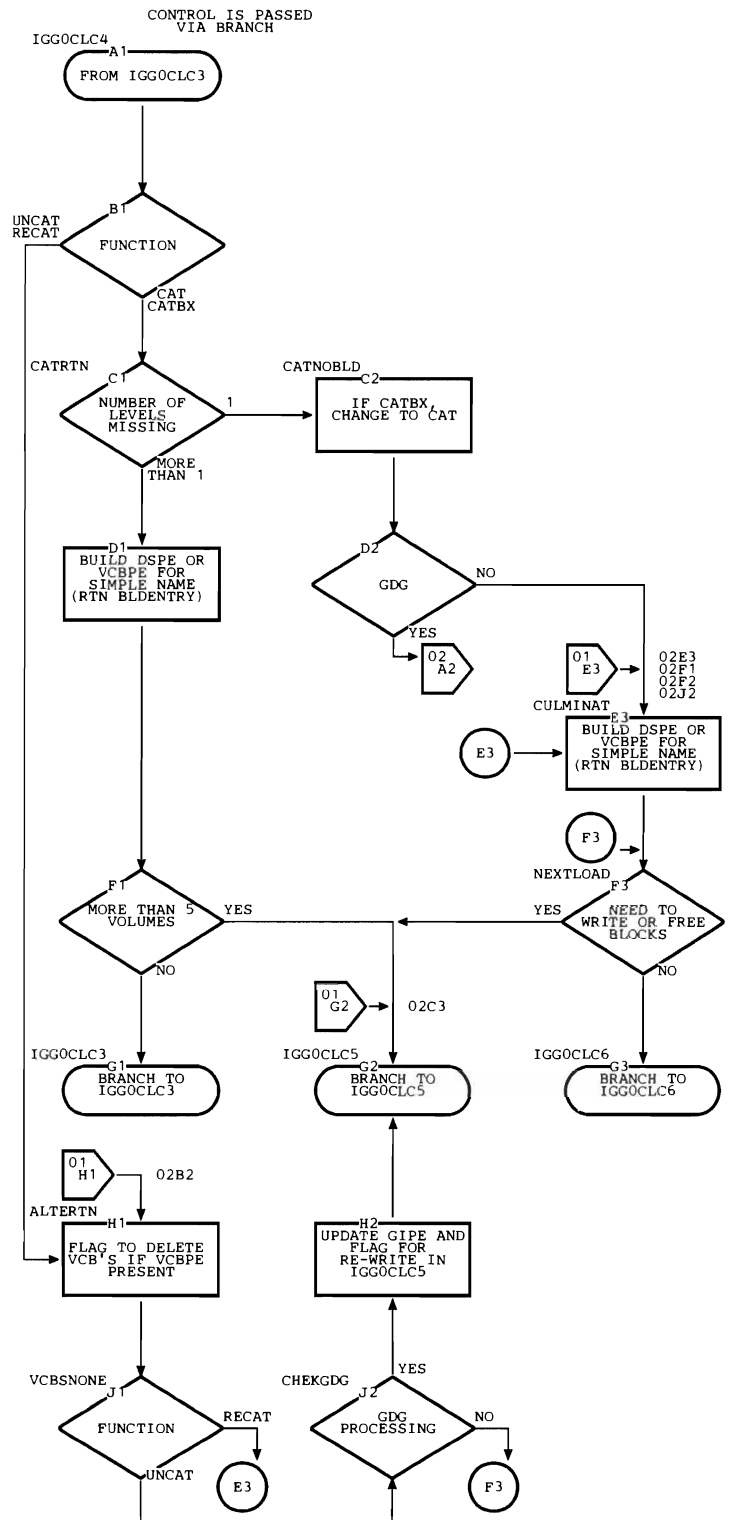 CONTROL IS PASSED
VIA BRANCH
IGG0CLC4
A1
FROM IGG0CLC3
B1
UNCAT
RECAT
FUNCTION
CAT
CATBX
CATRTN
C1
NUMBER OF
LEVELS
MISSING
1
MORE
THAN 1
CATNOBLD
C2
IF CATBX,
CHANGE TO CAT
D1
BUILD DSPE OR
VCBPE FOR
SIMPLE NAME
(RTN BLDENTRY)
D2
GDG
NO
YES
02
A2
01
E3
02E3
02F1
02F2
02J2
CULMINAT
E3
BUILD DSPE OR
VCBPE FOR
SIMPLE NAME
(RTN BLDENTRY)
E3
F3
NEXTLOAD
F1
MORE THAN 5
VOLUMES
YES
NO
F3
NEED TO
WRITE OR FREE
BLOCKS
YES
NO
01
G2
02C3
IGG0CLC3
G1
BRANCH TO
IGG0CLC3
IGG0CLC5
G2
BRANCH TO
IGG0CLC5
IGG0CLC6
G3
BRANCH TO
IGG0CLC6
01
H1
02B2
ALTERTN
H1
FLAG TO DELETE
VCB'S IF VCBPE
PRESENT
H2
UPDATE GIPE AND
FLAG FOR
RE-WRITE IN
IGG0CLC5
VCBSNONE
J1
FUNCTION
RECAT
UNCAT
E3
CHEKGDG
J2
GDG
PROCESSING
YES
NO
F3